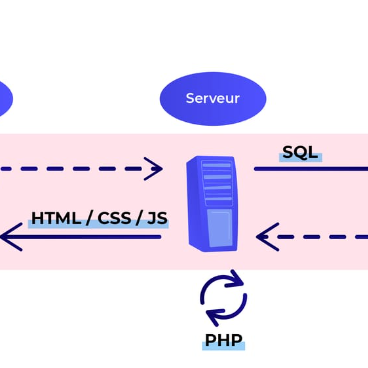 Serveur
SQL
HTML / CSS / JS
PHP